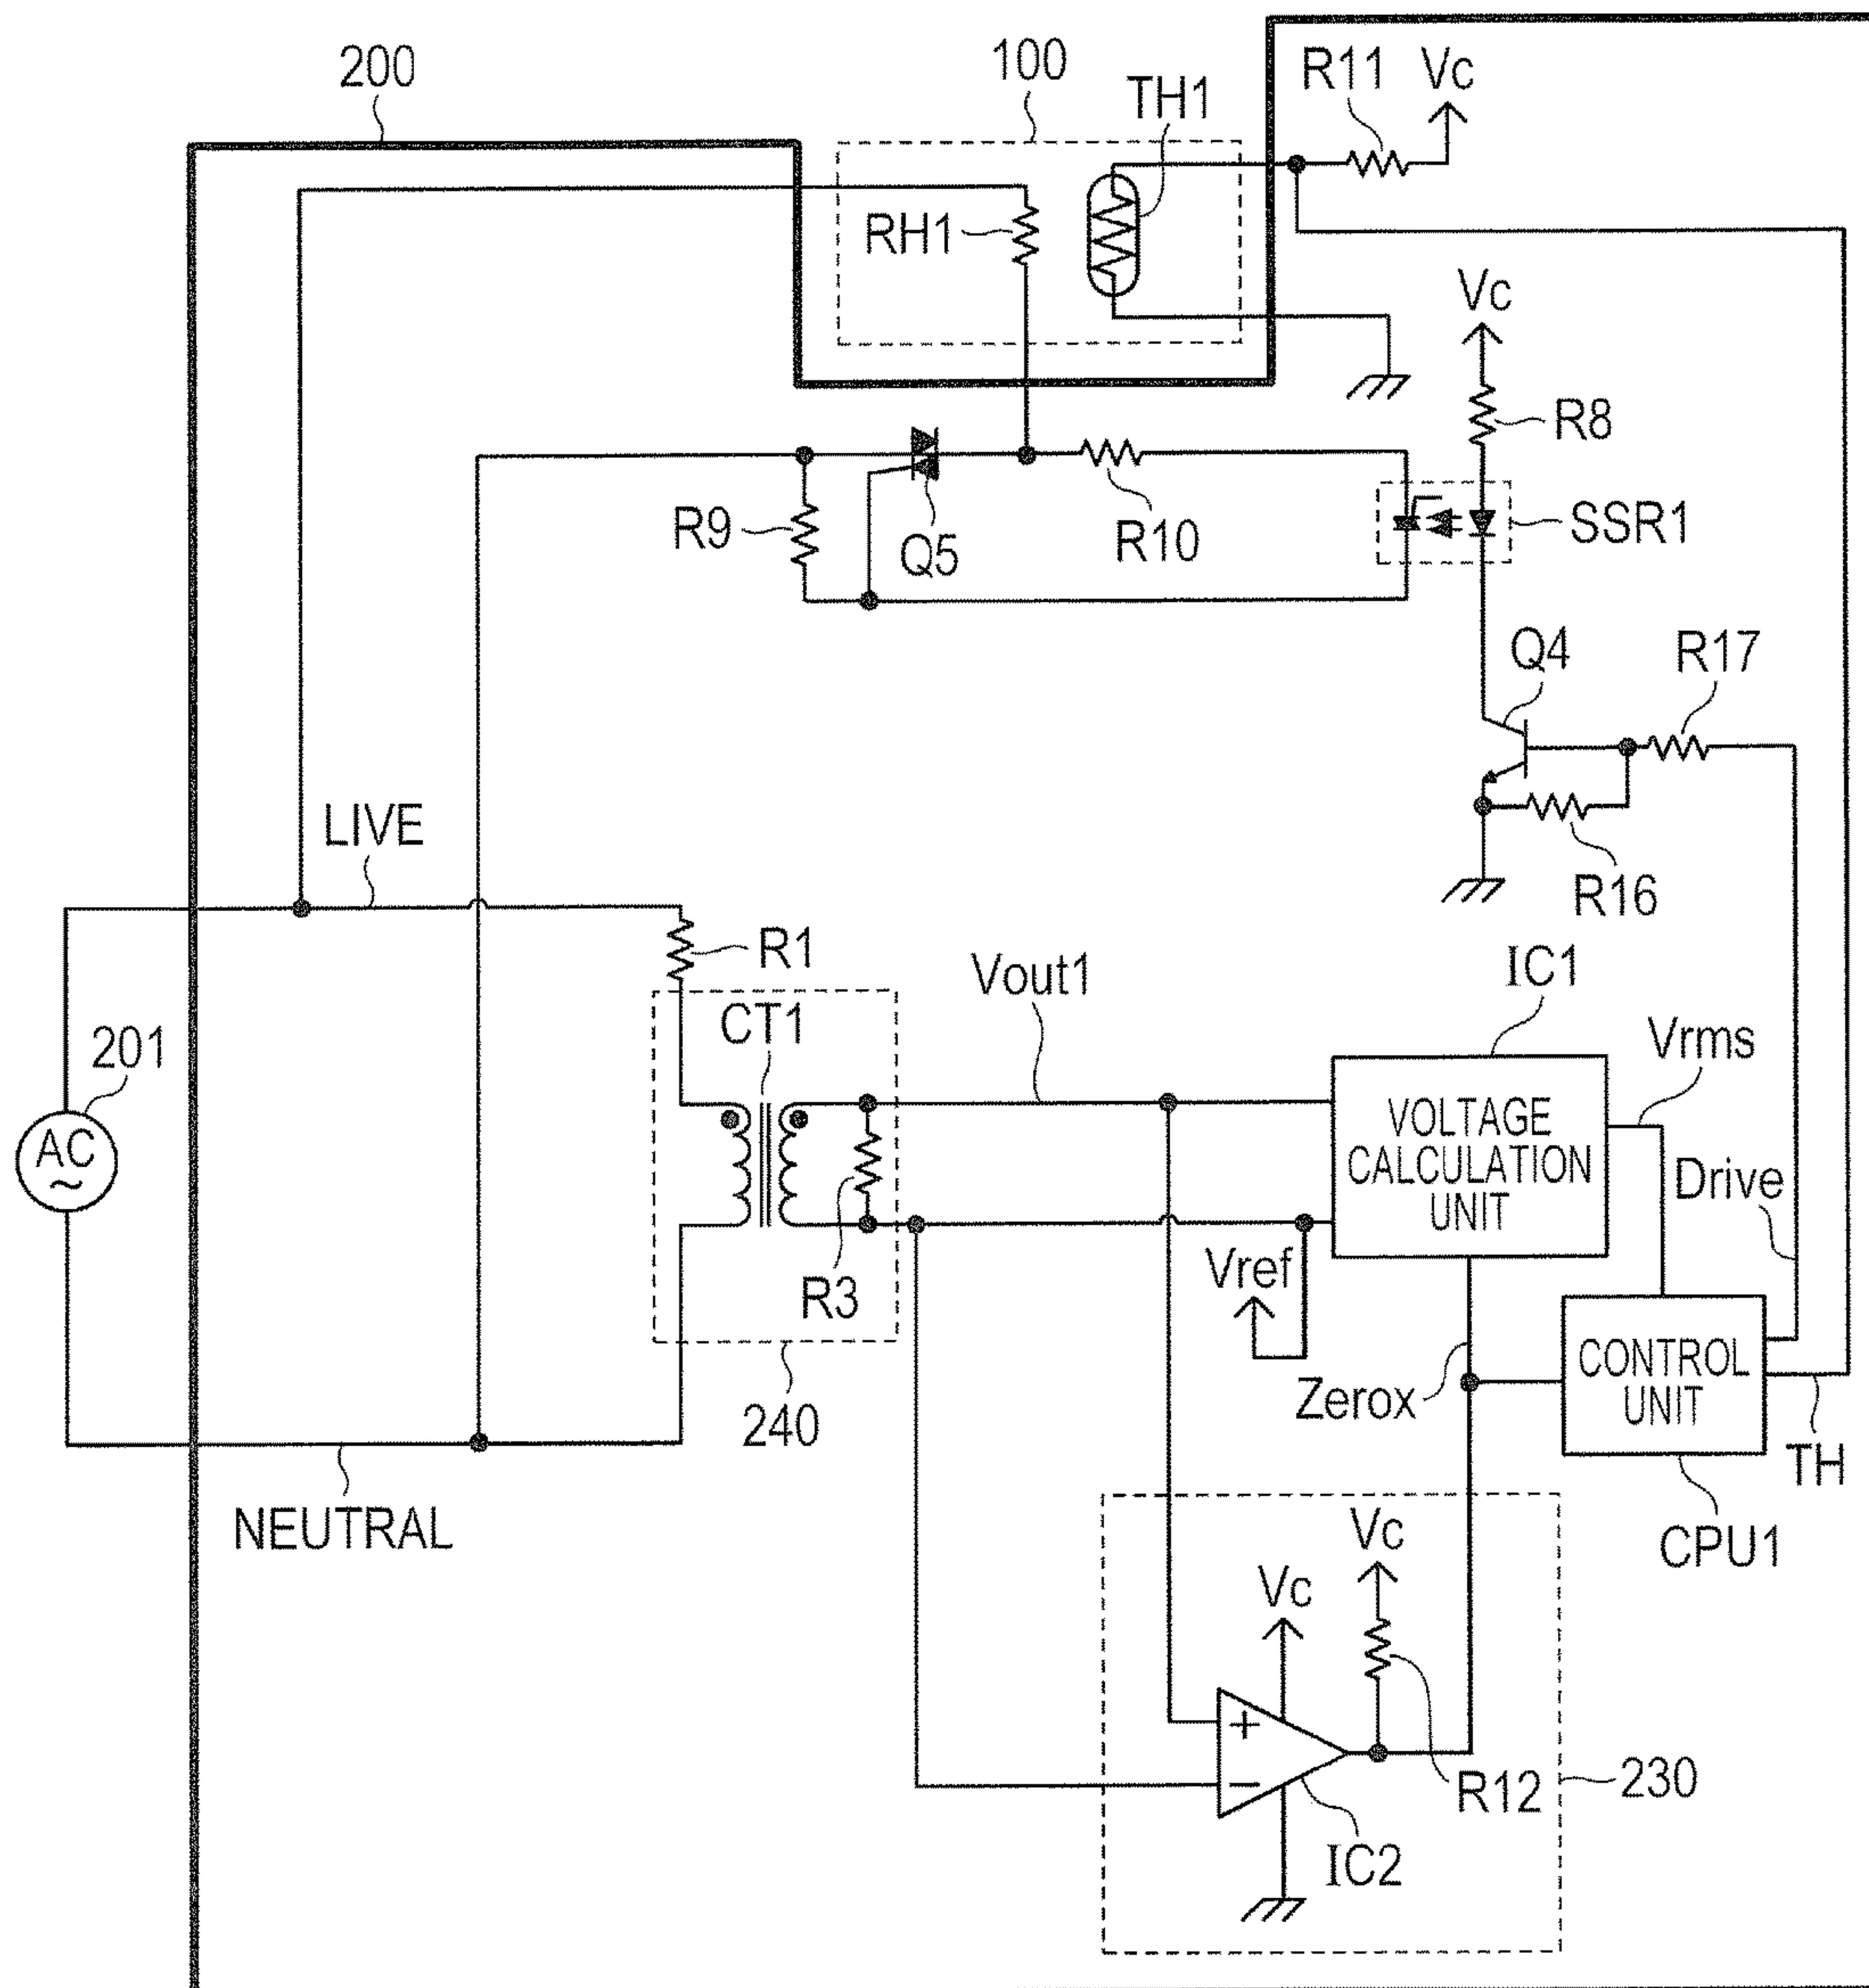 200
100
TH1
R11
Vc
RH1
Vc
R8
R9
Q5
R10
SSR1
Q4
R17
R16
LIVE
R1
Vout1
IC1
CT1
Vrms
201
AC
~
VOLTAGE
CALCULATION
UNIT
Drive
R3
Vref
Zerox
CONTROL
UNIT
240
TH
NEUTRAL
CPU1
Vc
Vc
+
−
R12
230
IC2